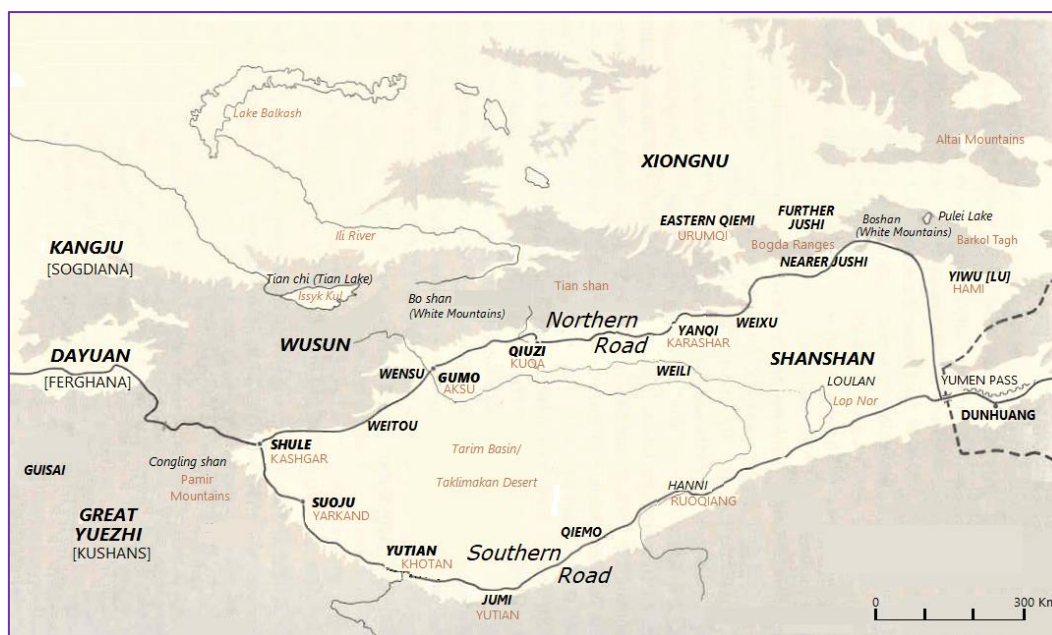 Lake Balkash
Altai Mountains
XIONGNU
EASTERN QIEMI
URUMQI
FURTHER
JUSHI
Boshan
(White Mountains)
Pulei Lake
Bogda Ranges
Barkol Tagh
NEARER JUSHI
Ili River
KANGJU
[SOGDIANA]
Tian chi (Tian Lake)
Issyk Kul
Tian shan
YIWU [LU]
HAMI
Bo shan
(White Mountains)
Northern
Road
YANQI
KARASHAR
WEIXU
WUSUN
QIUZI
KUQA
DAYUAN
[FERGHANA]
WENSU
GUMO
AKSU
WEILI
SHANSHAN
LOULAN
Lop Nor
YUMEN PASS
DUNHUANG
WEITOU
SHULE
KASHGAR
Tarim Basin/
Taklimakan Desert
GUISAI
Congling shan
Pamir
Mountains
HANNI
RUOQIANG
SUOJU
YARKAND
GREAT
YUEZHI
[KUSHANS]
QIEMO
YUTIAN
KHOTAN
Southern
Road
JUMI
YUTIAN
0 300 Km